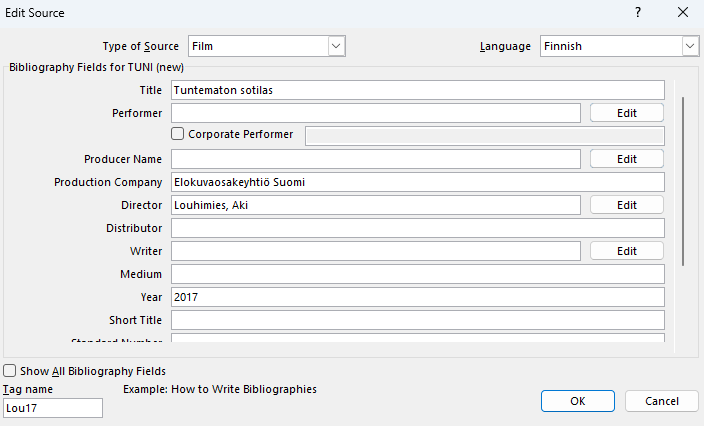 Edit Source
?
Type of Source Film Language Finnish
Bibliography Fields for TUNI (new)
Title Tuntematon sotilas
Performer Edit
Corporate Performer
Producer Name Edit
Production Company Elokuvaosakeyhtiö Suomi
Director Louhimies, Aki Edit
Distributor
Writer Edit
Medium
Year 2017
Short Title
Standard Number
Show All Bibliography Fields
Tag name Example: How to Write Bibliographies
Lou17 OK Cancel